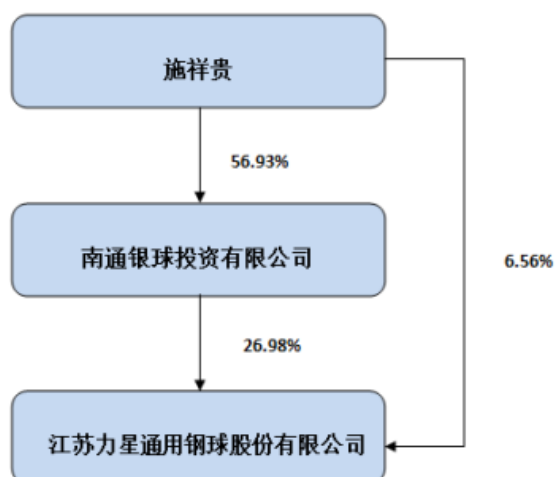 施祥贵
56.93%
南通银球投资有限公司
6.56%
26.98%
江苏力星通用钢球股份有限公司